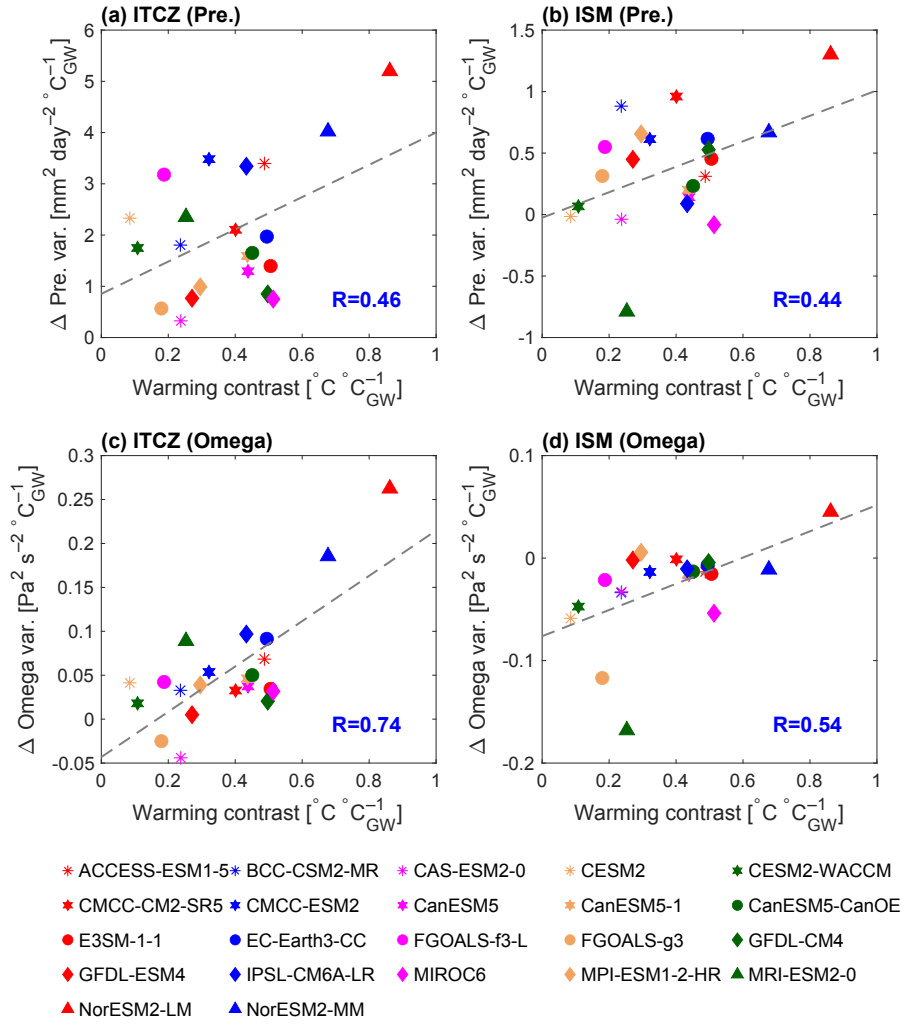 (a) ITCZ (Pre.)
Δ Pre. var. [mm² day⁻² °C⁻¹_GW]
6
5
4
3
2
1
0
R=0.46
0 0.2 0.4 0.6 0.8 1
Warming contrast [°C °C⁻¹_GW]
(b) ISM (Pre.)
Δ Pre. var. [mm² day⁻² °C⁻¹_GW]
1.5
1
0.5
0
-0.5
-1
R=0.44
0 0.2 0.4 0.6 0.8 1
Warming contrast [°C °C⁻¹_GW]
(c) ITCZ (Omega)
Δ Omega var. [Pa² s⁻² °C⁻¹_GW]
0.3
0.25
0.2
0.15
0.1
0.05
0
-0.05
R=0.74
0 0.2 0.4 0.6 0.8 1
Warming contrast [°C °C⁻¹_GW]
(d) ISM (Omega)
Δ Omega var. [Pa² s⁻² °C⁻¹_GW]
0.1
0
-0.1
-0.2
R=0.54
0 0.2 0.4 0.6 0.8 1
Warming contrast [°C °C⁻¹_GW]
ACCESS-ESM1-5 BCC-CSM2-MR CAS-ESM2-0 CESM2 CESM2-WACCM
CMCC-CM2-SR5 CMCC-ESM2 CanESM5 CanESM5-1 CanESM5-CanOE
E3SM-1-1 EC-Earth3-CC FGOALS-f3-L FGOALS-g3 GFDL-CM4
GFDL-ESM4 IPSL-CM6A-LR MIROC6 MPI-ESM1-2-HR MRI-ESM2-0
NorESM2-LM NorESM2-MM